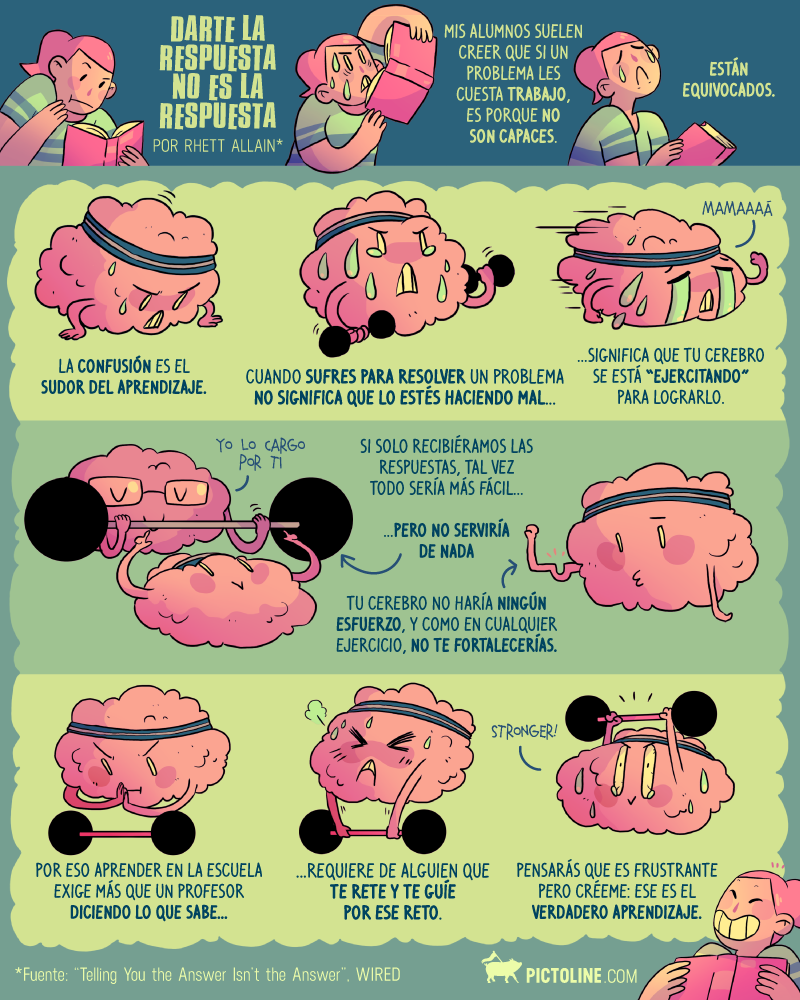 DARTE LA
RESPUESTA
NO ES LA
RESPUESTA
POR RHETT ALLAIN*
MIS ALUMNOS SUELEN
CREER QUE SI UN
PROBLEMA LES
CUESTA TRABAJO,
ES PORQUE NO
SON CAPACES.
ESTÁN
EQUIVOCADOS.
LA CONFUSIÓN ES EL
SUDOR DEL APRENDIZAJE.
CUANDO SUFRES PARA RESOLVER UN PROBLEMA
NO SIGNIFICA QUE LO ESTÉS HACIENDO MAL...
MAMAAAÁ
...SIGNIFICA QUE TU CEREBRO
SE ESTÁ “EJERCITANDO”
PARA LOGRARLO.
YO LO CARGO
POR TI
SI SOLO RECIBIÉRAMOS LAS
RESPUESTAS, TAL VEZ
TODO SERÍA MÁS FÁCIL...
...PERO NO SERVIRÍA
DE NADA
TU CEREBRO NO HARÍA NINGÚN
ESFUERZO, Y COMO EN CUALQUIER
EJERCICIO, NO TE FORTALECERÍAS.
POR ESO APRENDER EN LA ESCUELA
EXIGE MÁS QUE UN PROFESOR
DICIENDO LO QUE SABE...
...REQUIERE DE ALGUIEN QUE
TE RETE Y TE GUÍE
POR ESE RETO.
STRONGER!
PENSARÁS QUE ES FRUSTRANTE
PERO CRÉEME: ESE ES EL
VERDADERO APRENDIZAJE.
*Fuente: “Telling You the Answer Isn't the Answer”, WIRED
PICTOLINE.COM